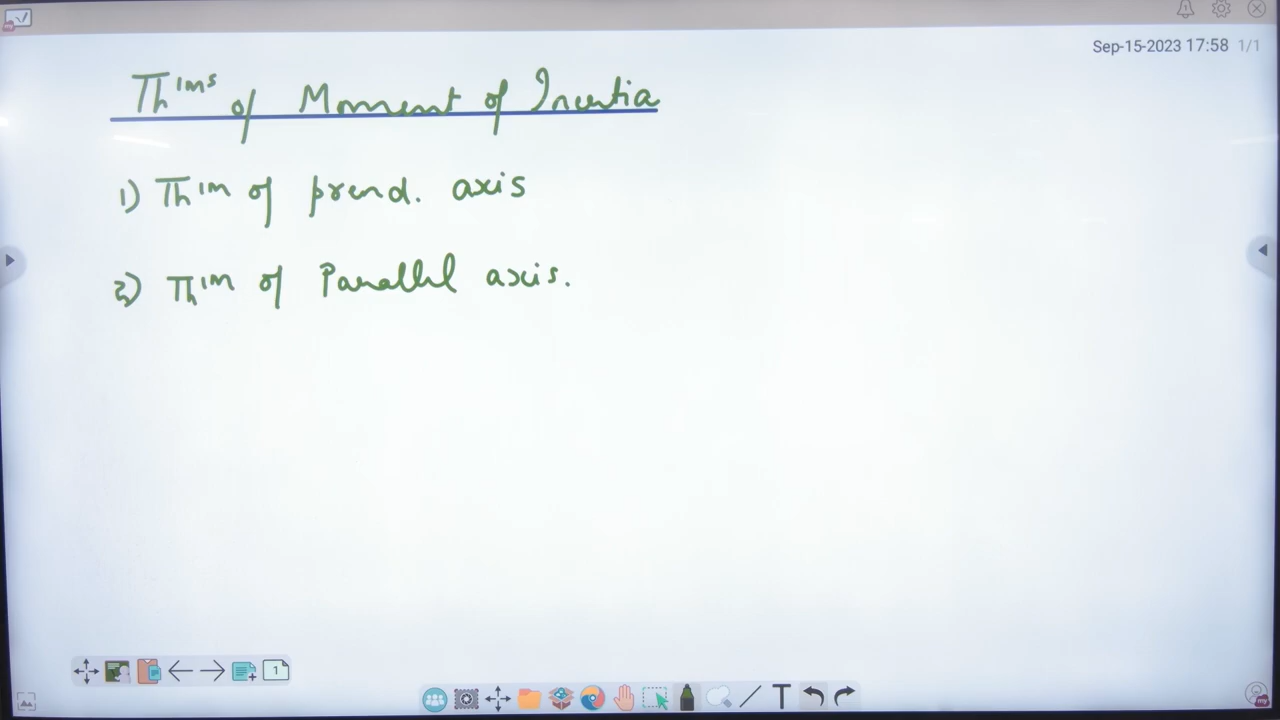 Sep-15-2023 17:58 1/1
Th'ms of Moment of Inertia
1) Th'm of prend. axis
2) Th'm of Parallel axis.
1
T